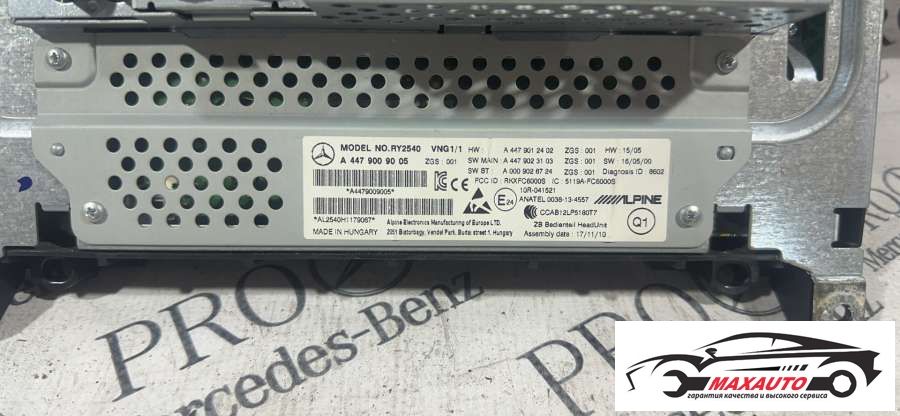 MODEL NO.RY2540 VNG1/1 HW : A 447 901 24 02 ZGS : 001 HW : 15/05
A 447 900 90 05 ZGS : 001 SW MAIN : A 447 902 31 03 ZGS : 001 SW : 16/05/00
SW BT : A 000 902 87 24 ZGS : 001 Diagnosis ID : 8602
FCC ID : RKXFC6000S IC : 5119A-FC6000S
*A4479009005*
IQR-041521
ANATEL 0036-13-4557
E24
ALPINE
CCAB12LP5180T7
*AL2540H1179067*
Alpine Electronics Manufacturing of Europe LTD.
ZB Bedienteil HeadUnit
Q1
MADE IN HUNGARY 2051 Biatorbagy, Vendel Park, Budai street 1. Hungary Assembly date : 17/11/10
PRO
Mercedes-Benz
PRO
MAXAUTO
гарантия качества и высокого сервиса